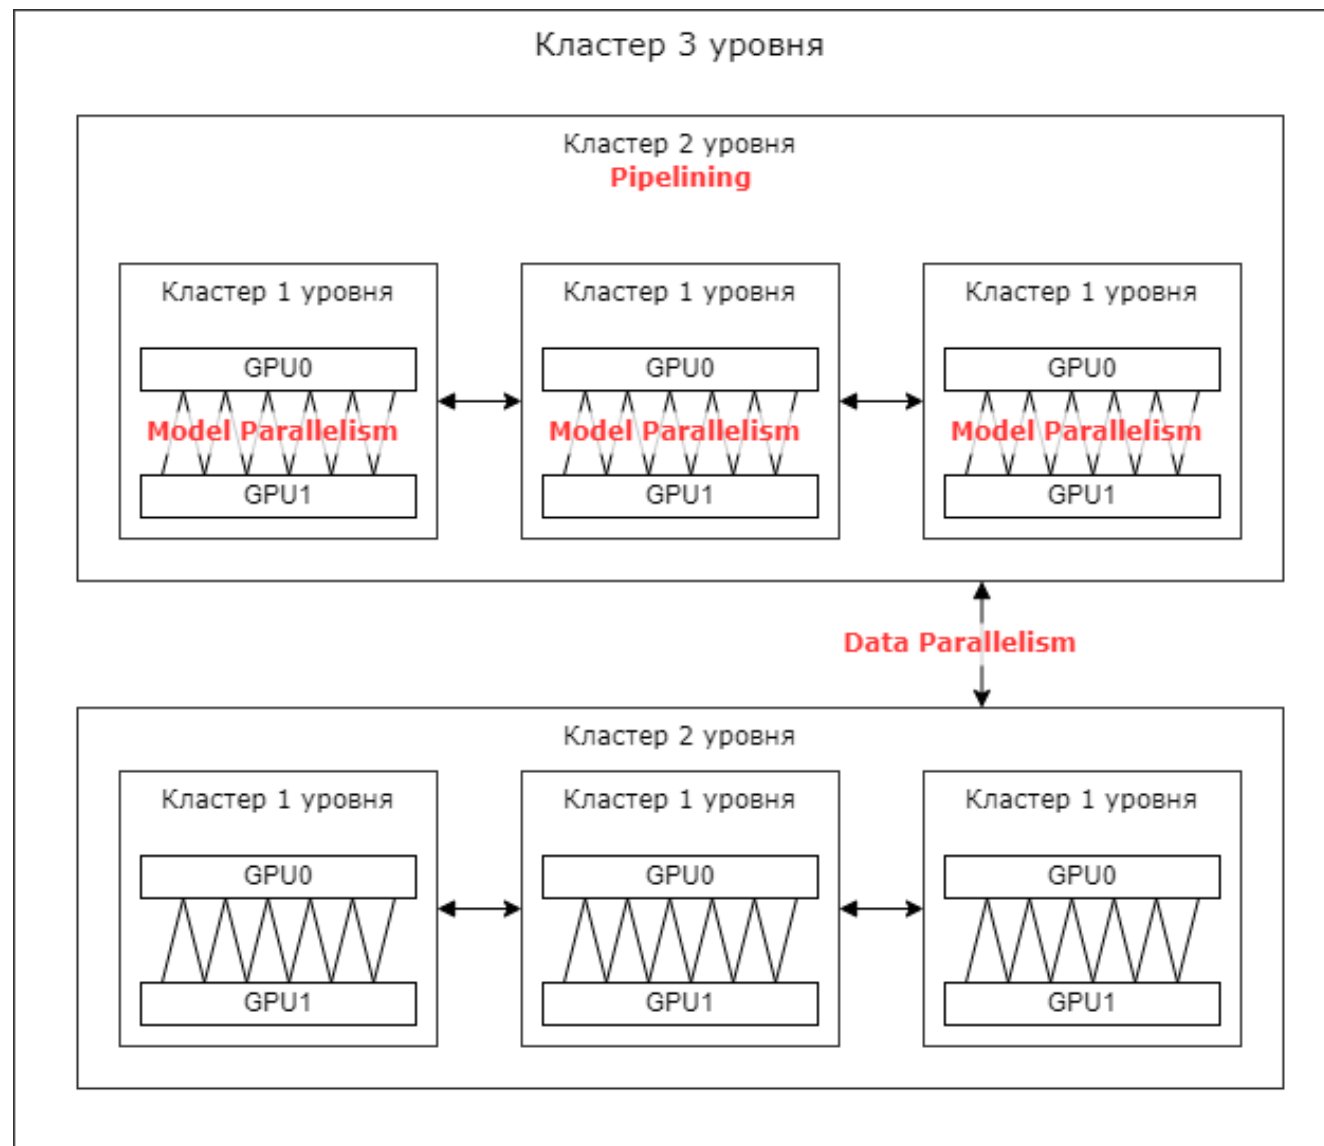 Кластер 3 уровня
Кластер 2 уровня
Pipelining
Кластер 1 уровня
GPU0
Model Parallelism
GPU1
Кластер 1 уровня
GPU0
Model Parallelism
GPU1
Кластер 1 уровня
GPU0
Model Parallelism
GPU1
Data Parallelism
Кластер 2 уровня
Кластер 1 уровня
GPU0
GPU1
Кластер 1 уровня
GPU0
GPU1
Кластер 1 уровня
GPU0
GPU1